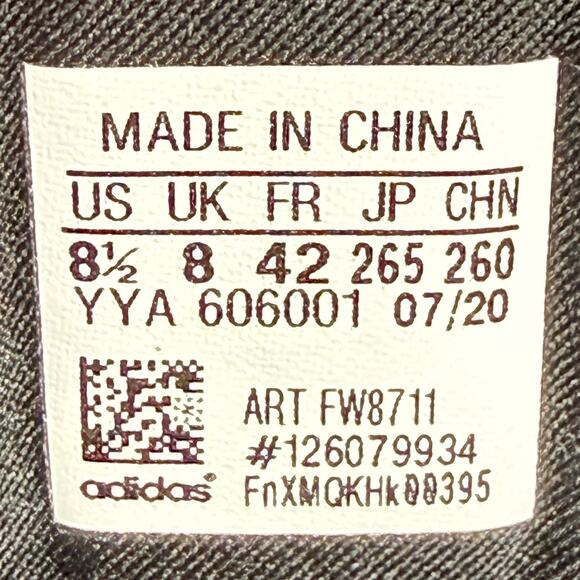 MADE IN CHINA
US UK FR JP CHN
8½ 8 42 265 260
YYA 606001 07/20
ART FW8711
#126079934
adidas®